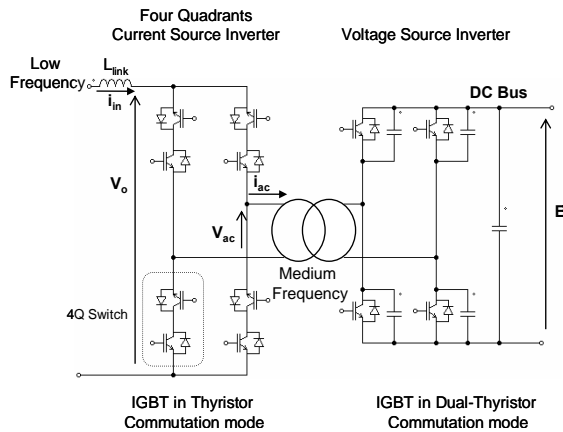 Four Quadrants
Current Source Inverter
Voltage Source Inverter
Low
Frequency
Llink
iin
DC Bus
Vo
iac
Vac
E
Medium
Frequency
4Q Switch
IGBT in Thyristor
Commutation mode
IGBT in Dual-Thyristor
Commutation mode